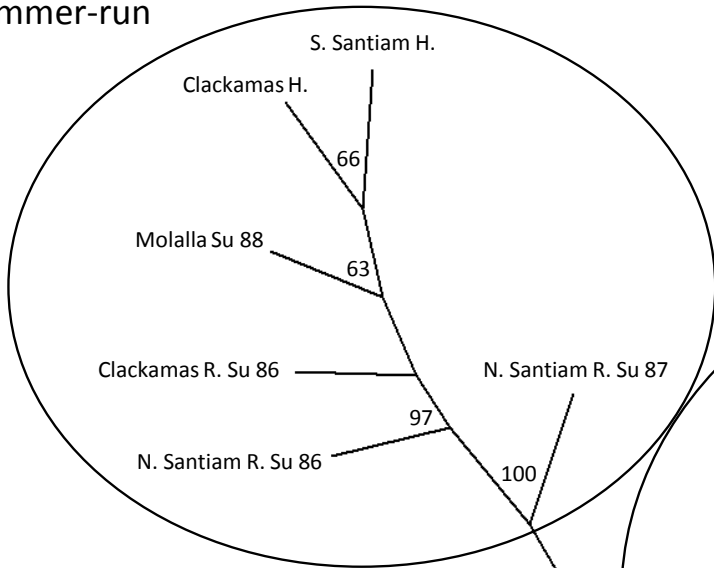 mmer-run
S. Santiam H.
Clackamas H.
66
Molalla Su 88
63
Clackamas R. Su 86
N. Santiam R. Su 87
97
N. Santiam R. Su 86
100